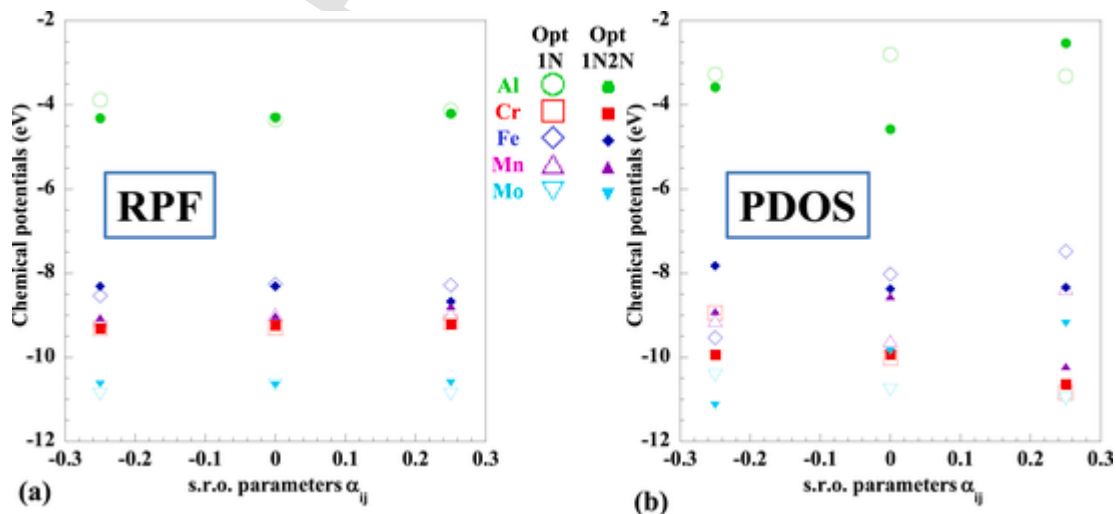 -2
-4
-6
-8
-10
-12
Chemical potentials (eV)
RPF
-0.3 -0.2 -0.1 0 0.1 0.2 0.3
s.r.o. parameters αij
(a)
Opt Opt
1N 1N2N
Al
Cr
Fe
Mn
Mo
-2
-4
-6
-8
-10
-12
Chemical potentials (eV)
PDOS
-0.3 -0.2 -0.1 0 0.1 0.2 0.3
s.r.o. parameters αij
(b)